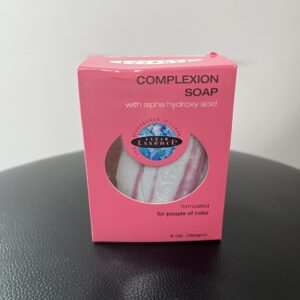 COMPLEXION
SOAP
with alpha hydroxy acid
CLEAR
Essence
formulated
for people of color